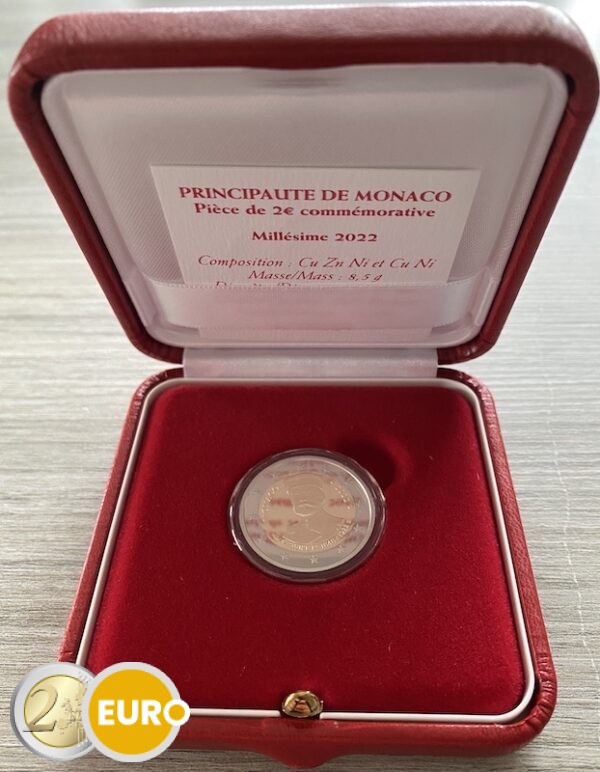 PRINCIPAUTE DE MONACO
Pièce de 2€ commémorative
Millésime 2022
Composition : Cu Zn Ni et Cu Ni
Masse/Mass : 8,5 g
2
EURO